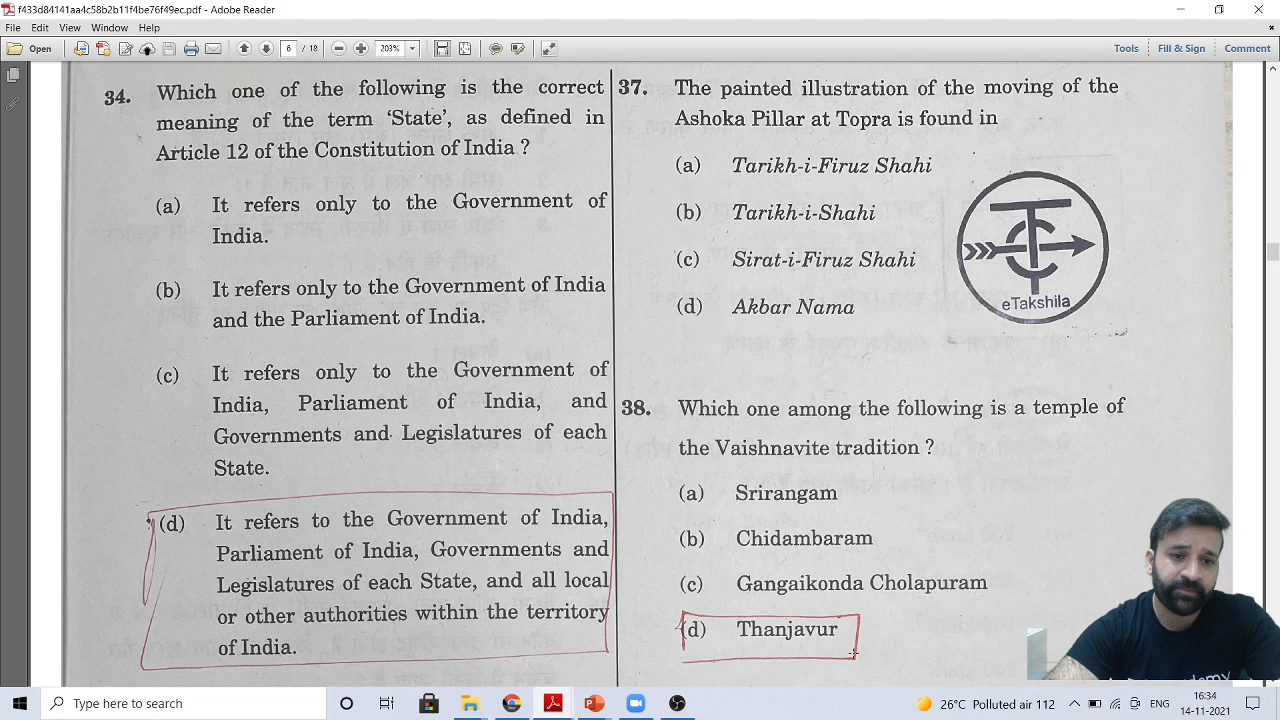 f433d84141aa4c58b2b11f4be76f49ec.pdf - Adobe Reader
File Edit View Window Help
Open 6 / 18 203% Tools Fill & Sign Comment
34. Which one of the following is the correct
meaning of the term ‘State’, as defined in
Article 12 of the Constitution of India ?
(a) It refers only to the Government of
India.
(b) It refers only to the Government of India
and the Parliament of India.
(c) It refers only to the Government of
India, Parliament of India, and
Governments and Legislatures of each
State.
(d) It refers to the Government of India,
Parliament of India, Governments and
Legislatures of each State, and all local
or other authorities within the territory
of India.
37. The painted illustration of the moving of the
Ashoka Pillar at Topra is found in
(a) Tarikh-i-Firuz Shahi
(b) Tarikh-i-Shahi
(c) Sirat-i-Firuz Shahi
(d) Akbar Nama
eTakshila
38. Which one among the following is a temple of
the Vaishnavite tradition ?
(a) Srirangam
(b) Chidambaram
(c) Gangaikonda Cholapuram
(d) Thanjavur
Type here to search
26°C Polluted air 112 ENG 16:34
14-11-2021